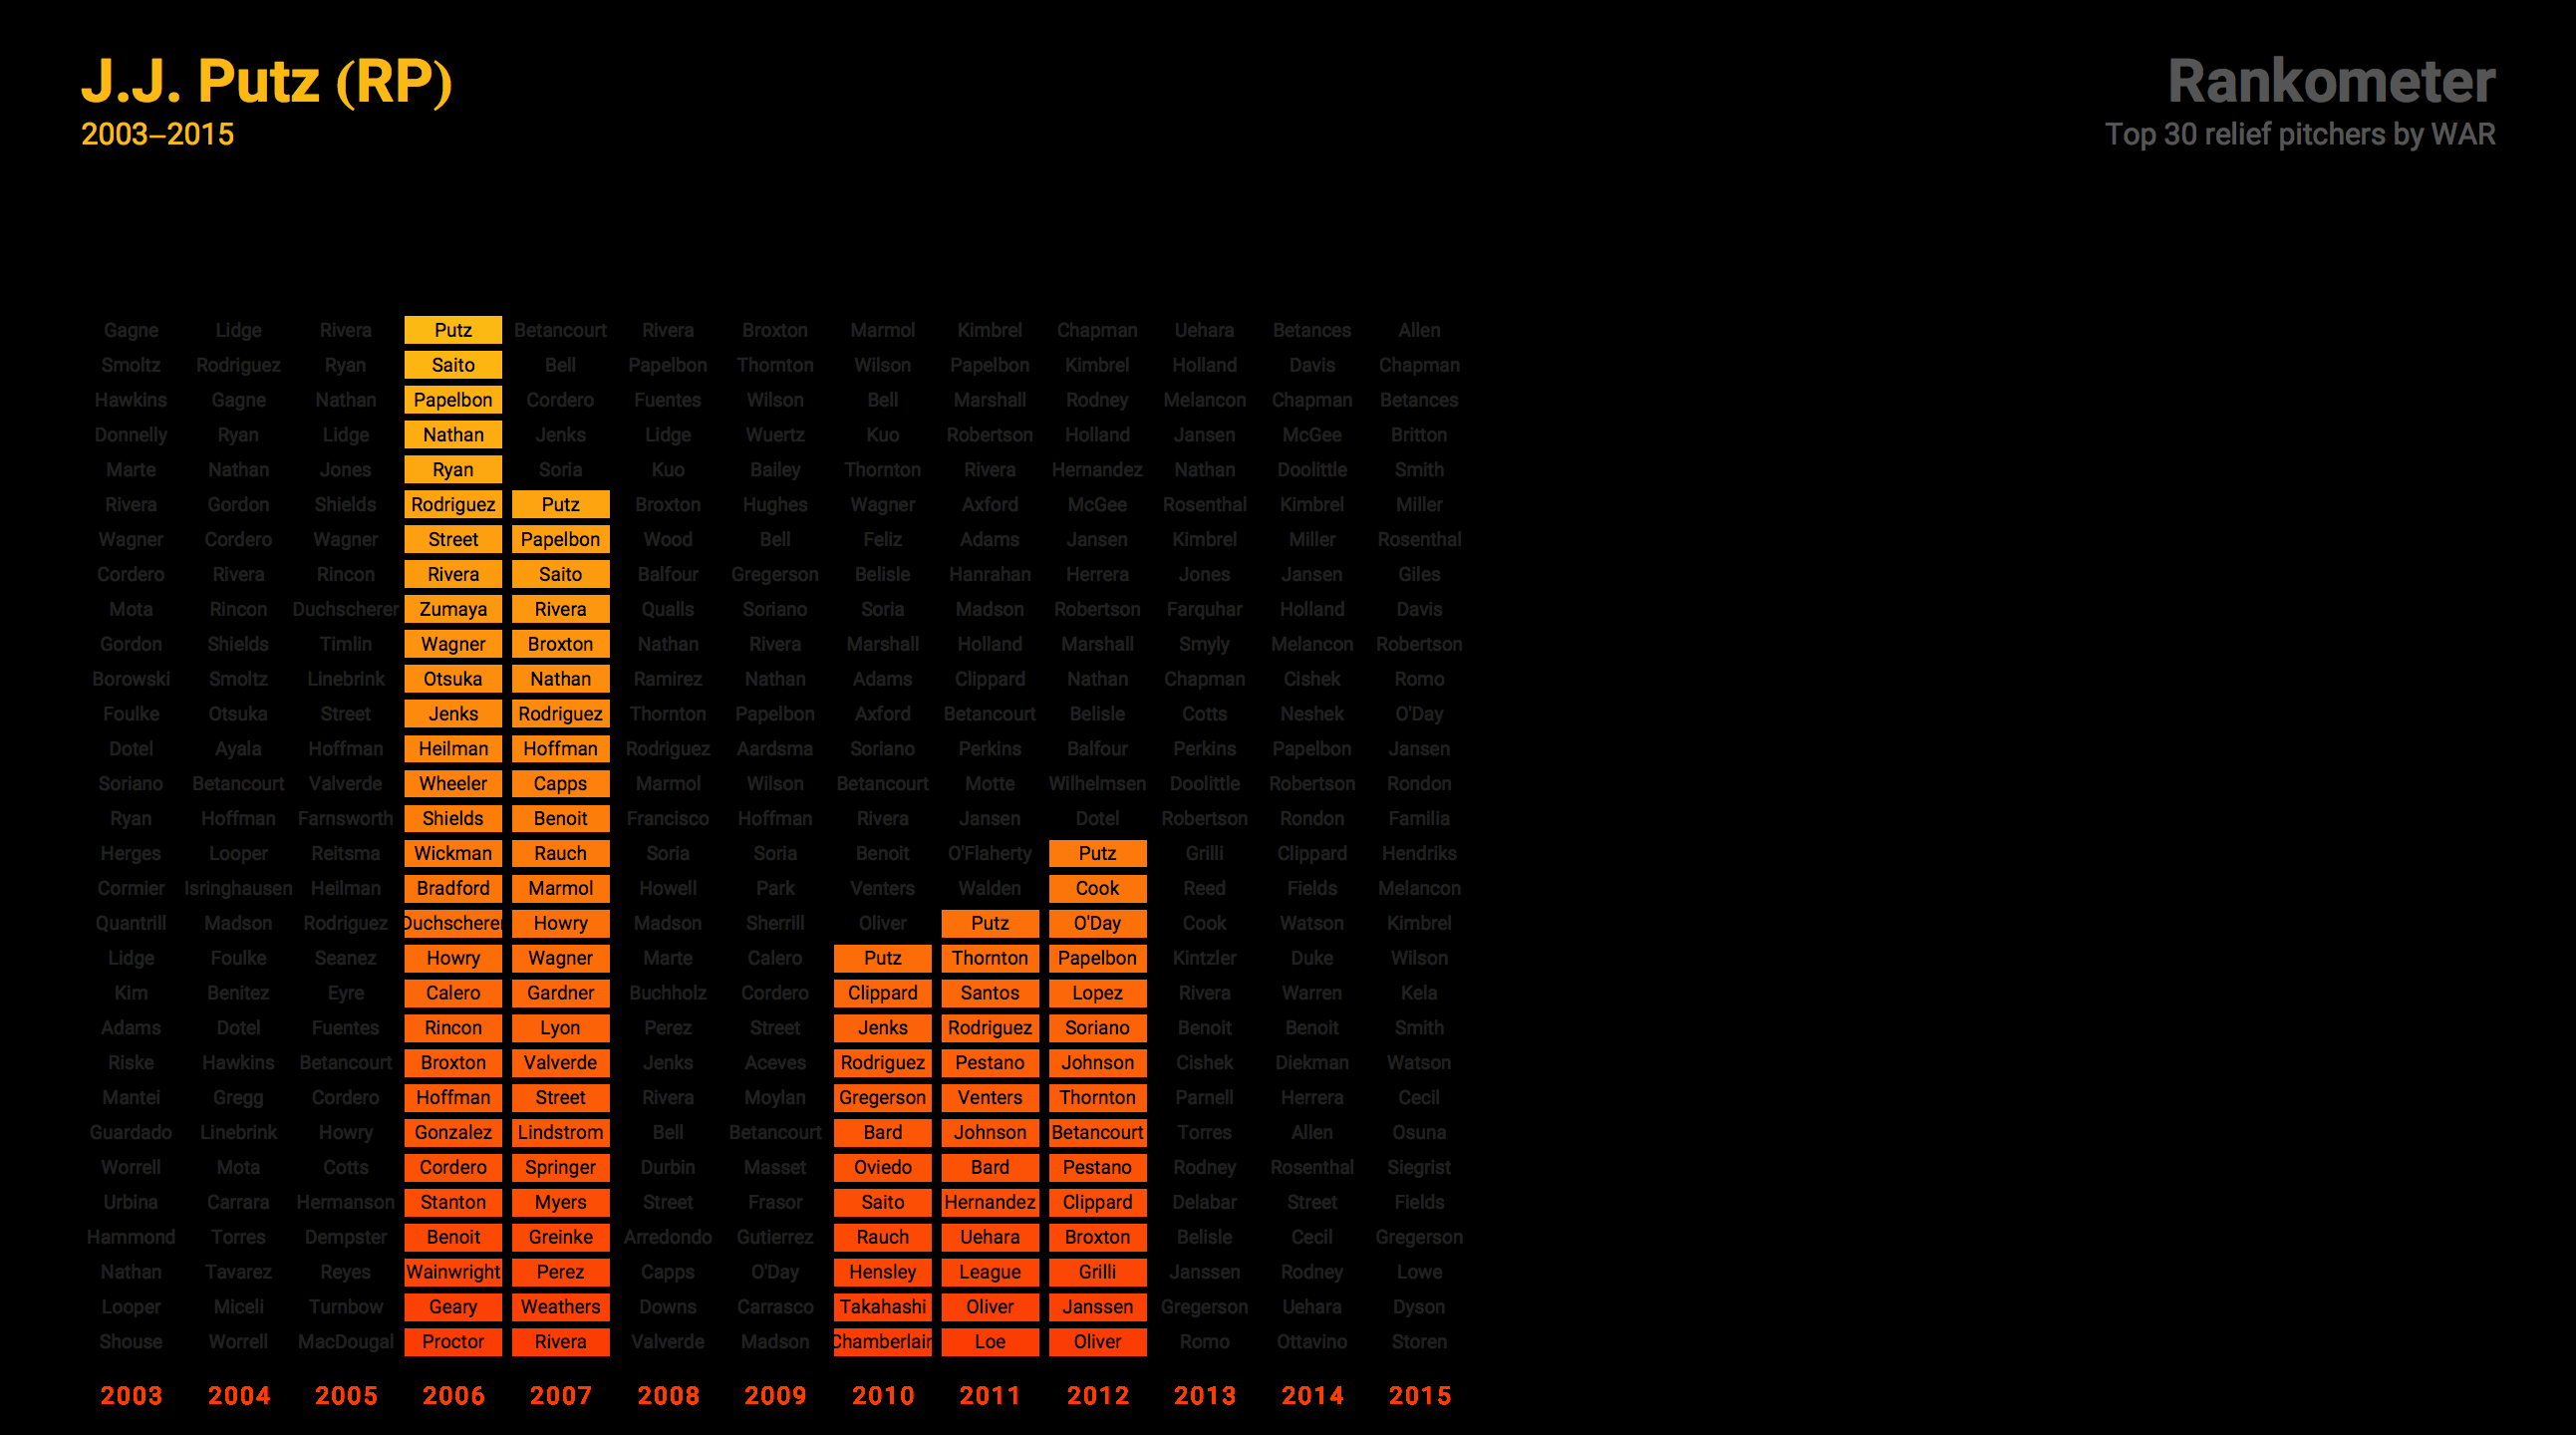 J.J. Putz (RP)
2003–2015
Rankometer
Top 30 relief pitchers by WAR
Gagne Lidge Rivera Putz Betancourt Rivera Broxton Marmol Kimbrel Chapman Uehara Betances Allen
Smoltz Rodriguez Ryan Saito Bell Papelbon Thornton Wilson Papelbon Kimbrel Holland Davis Chapman
Hawkins Gagne Nathan Papelbon Cordero Fuentes Wilson Bell Marshall Rodney Melancon Chapman Betances
Donnelly Ryan Lidge Nathan Jenks Lidge Wuertz Kuo Robertson Holland Jansen McGee Britton
Marte Nathan Jones Ryan Soria Kuo Bailey Thornton Rivera Hernandez Nathan Doolittle Smith
Rivera Gordon Shields Rodriguez Putz Broxton Hughes Wagner Axford McGee Rosenthal Kimbrel Miller
Wagner Cordero Wagner Street Papelbon Wood Bell Feliz Adams Jansen Kimbrel Miller Rosenthal
Cordero Rivera Rincon Rivera Saito Balfour Gregerson Belisle Hanrahan Herrera Jones Jansen Giles
Mota Rincon Duchscherer Zumaya Rivera Qualls Soriano Soria Madson Robertson Farquhar Holland Davis
Gordon Shields Timlin Wagner Broxton Nathan Rivera Marshall Holland Marshall Smyly Melancon Robertson
Borowski Smoltz Linebrink Otsuka Nathan Ramirez Nathan Adams Clippard Nathan Chapman Cishek Romo
Foulke Otsuka Street Jenks Rodriguez Thornton Papelbon Axford Betancourt Belisle Cotts Neshek O'Day
Dotel Ayala Hoffman Heilman Hoffman Rodriguez Aardsma Soriano Perkins Balfour Perkins Papelbon Jansen
Soriano Betancourt Valverde Wheeler Capps Marmol Wilson Betancourt Motte Wilhelmsen Doolittle Robertson Rondon
Ryan Hoffman Farnsworth Shields Benoit Francisco Hoffman Rivera Jansen Dotel Robertson Rondon Familia
Herges Looper Reitsma Wickman Rauch Soria Soria Benoit O'Flaherty Putz Grilli Clippard Hendriks
Cormier Isringhausen Heilman Bradford Marmol Howell Park Venters Walden Cook Reed Fields Melancon
Quantrill Madson Rodriguez Duchscherer Howry Madson Sherrill Oliver Putz O'Day Cook Watson Kimbrel
Lidge Foulke Seanez Howry Wagner Marte Calero Putz Thornton Papelbon Kintzler Duke Wilson
Kim Benitez Eyre Calero Gardner Buchholz Cordero Clippard Santos Lopez Rivera Warren Kela
Adams Dotel Fuentes Rincon Lyon Perez Street Jenks Rodriguez Soriano Benoit Benoit Smith
Riske Hawkins Betancourt Broxton Valverde Jenks Aceves Rodriguez Pestano Johnson Cishek Diekman Watson
Mantei Gregg Cordero Hoffman Street Rivera Moylan Gregerson Venters Thornton Parnell Herrera Cecil
Guardado Linebrink Howry Gonzalez Lindstrom Bell Betancourt Bard Johnson Betancourt Torres Allen Osuna
Worrell Mota Cotts Cordero Springer Durbin Masset Oviedo Bard Pestano Rodney Rosenthal Siegrist
Urbina Carrara Hermanson Stanton Myers Street Frasor Saito Hernandez Clippard Delabar Street Fields
Hammond Torres Dempster Benoit Greinke Arredondo Gutierrez Rauch Uehara Broxton Belisle Cecil Gregerson
Nathan Tavarez Reyes Wainwright Perez Capps O'Day Hensley League Grilli Janssen Rodney Lowe
Looper Miceli Turnbow Geary Weathers Downs Carrasco Takahashi Oliver Janssen Gregerson Uehara Dyson
Shouse Worrell MacDougal Proctor Rivera Valverde Madson Chamberlain Loe Oliver Romo Ottavino Storen
2003 2004 2005 2006 2007 2008 2009 2010 2011 2012 2013 2014 2015